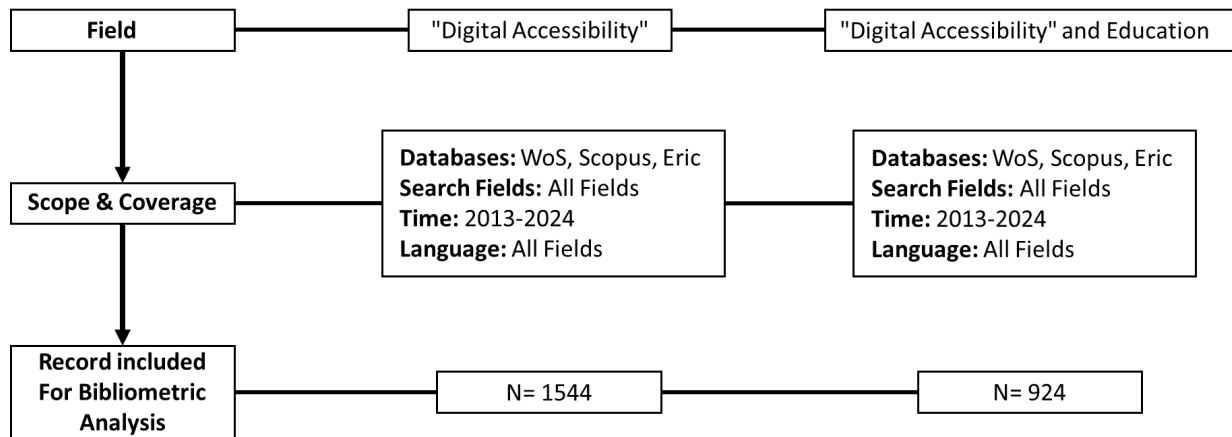 Field
"Digital Accessibility"
"Digital Accessibility" and Education
Scope & Coverage
Databases: WoS, Scopus, Eric
Search Fields: All Fields
Time: 2013-2024
Language: All Fields
Databases: WoS, Scopus, Eric
Search Fields: All Fields
Time: 2013-2024
Language: All Fields
Record included
For Bibliometric
Analysis
N= 1544
N= 924